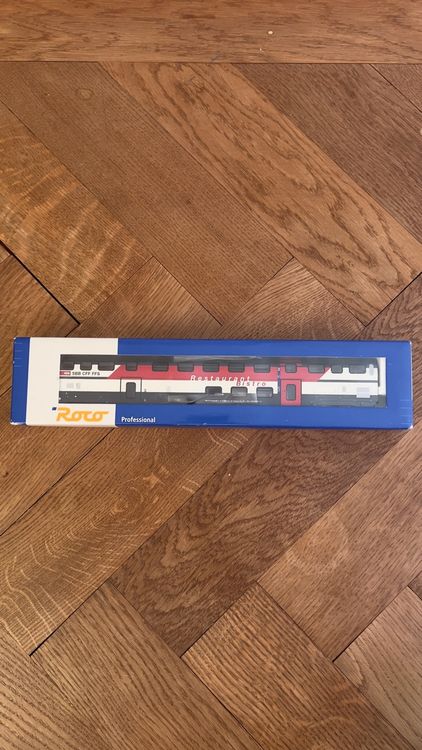 SBB CFF FFS
Restaurant
Bistro
Roco
Professional